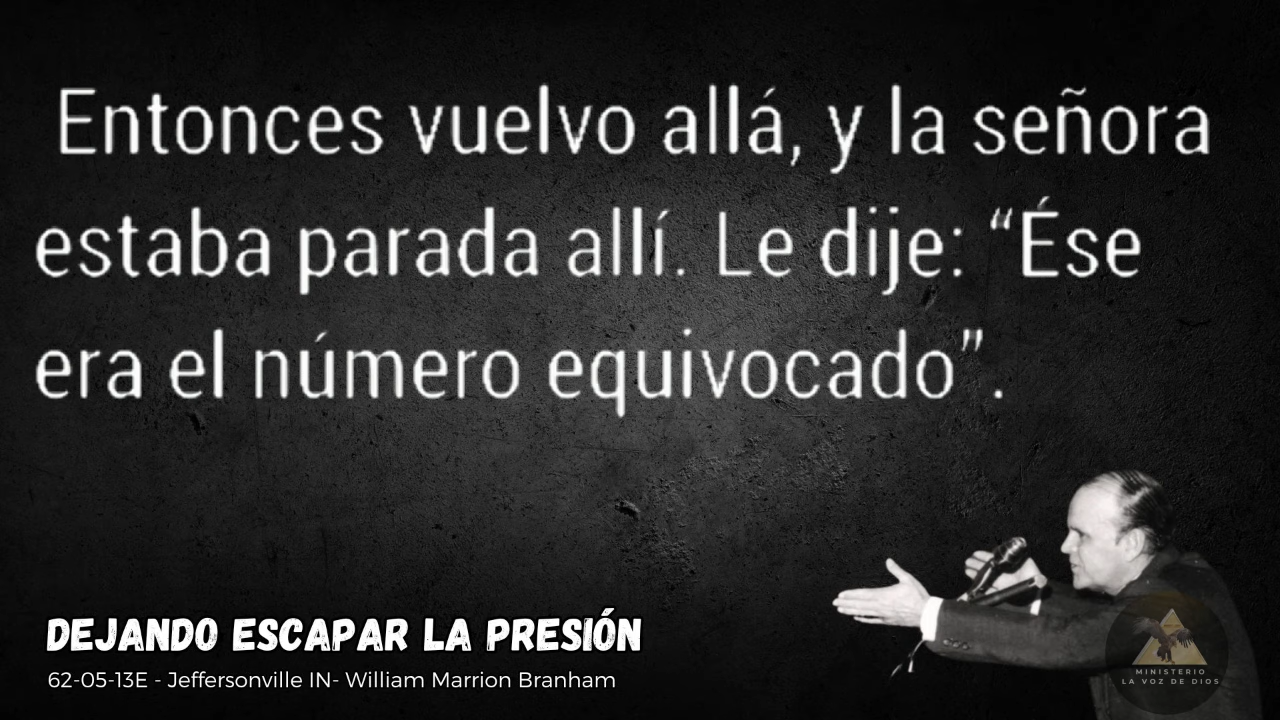 Entonces vuelvo allá, y la señora
estaba parada allí. Le dije: “Ése
era el número equivocado”.
DEJANDO ESCAPAR LA PRESIÓN
62-05-13E - Jeffersonville IN- William Marrion Branham
MINISTERIO
LA VOZ DE DIOS